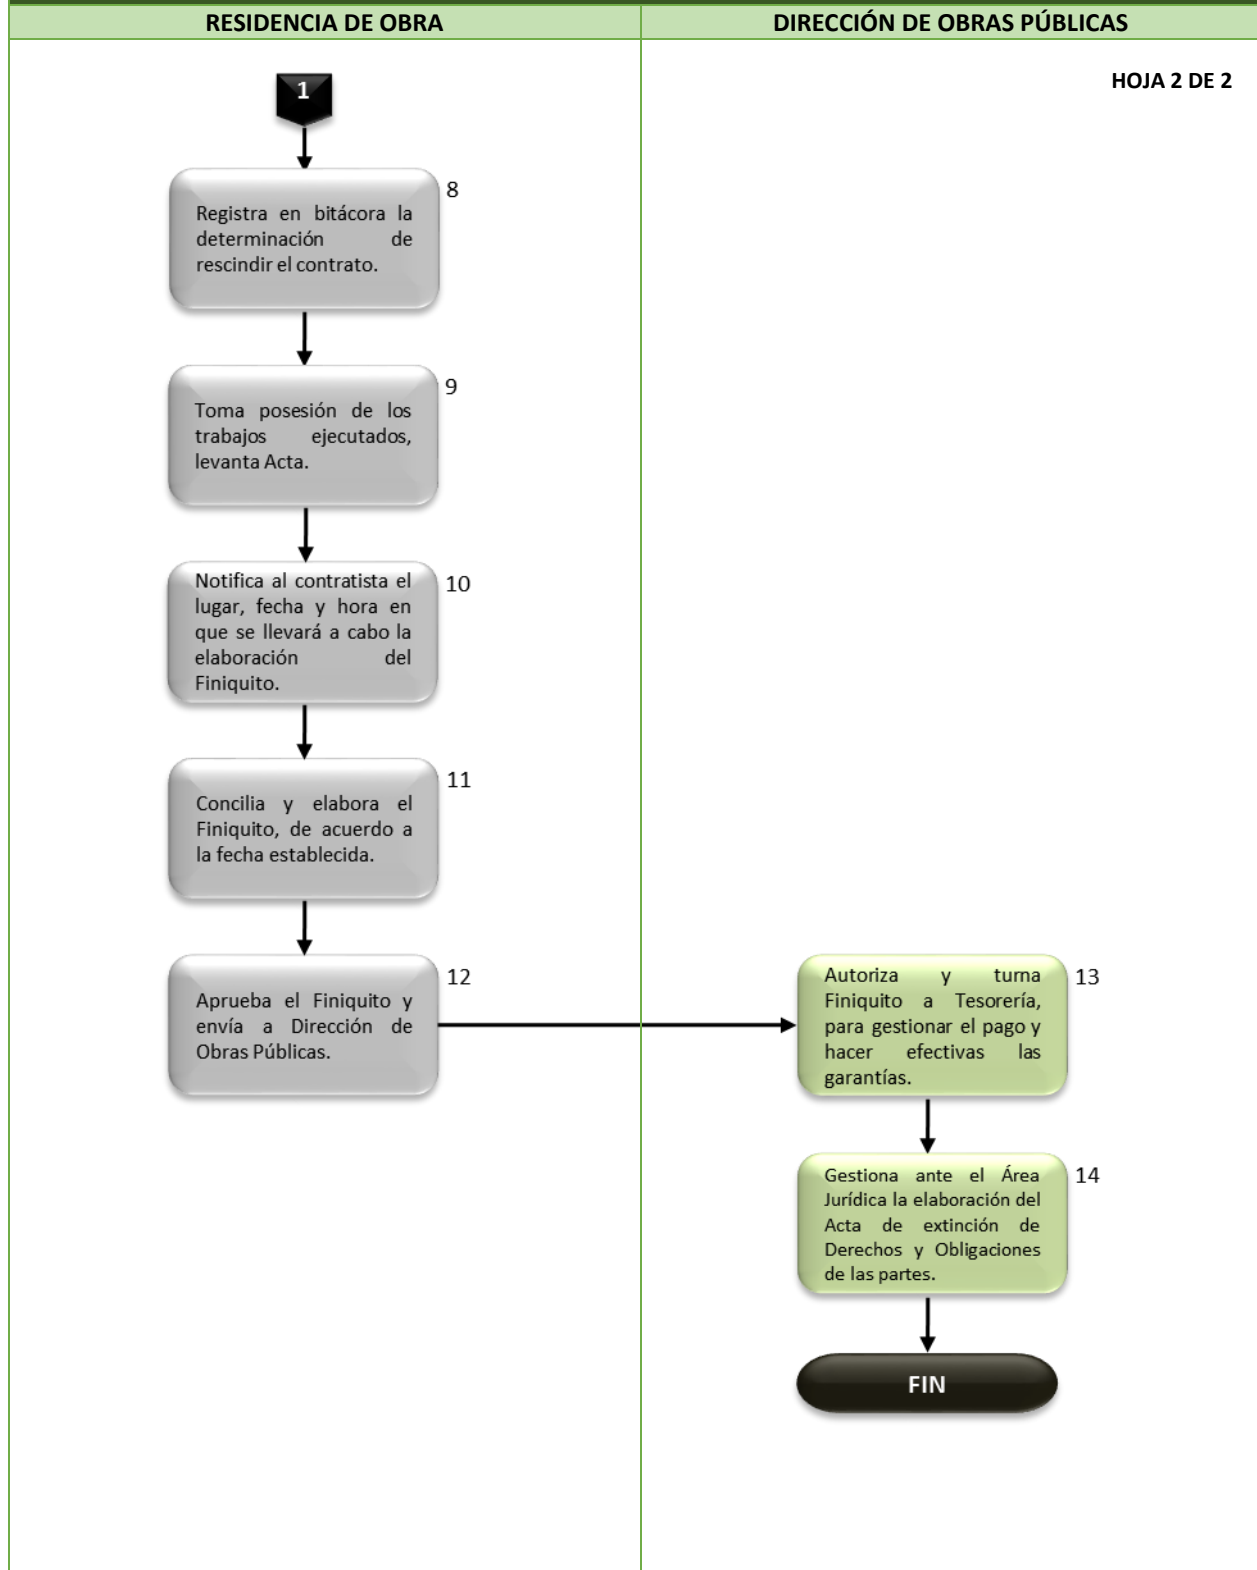 RESIDENCIA DE OBRA
DIRECCIÓN DE OBRAS PÚBLICAS
HOJA 2 DE 2
1
8
Registra en bitácora la
determinación de
rescindir el contrato.
9
Toma posesión de los
trabajos ejecutados,
levanta Acta.
10
Notifica al contratista el
lugar, fecha y hora en
que se llevará a cabo la
elaboración del
Finiquito.
11
Concilia y elabora el
Finiquito, de acuerdo a
la fecha establecida.
12
Aprueba el Finiquito y
envía a Dirección de
Obras Públicas.
13
Autoriza y turna
Finiquito a Tesorería,
para gestionar el pago y
hacer efectivas las
garantías.
14
Gestiona ante el Área
Jurídica la elaboración del
Acta de extinción de
Derechos y Obligaciones
de las partes.
FIN